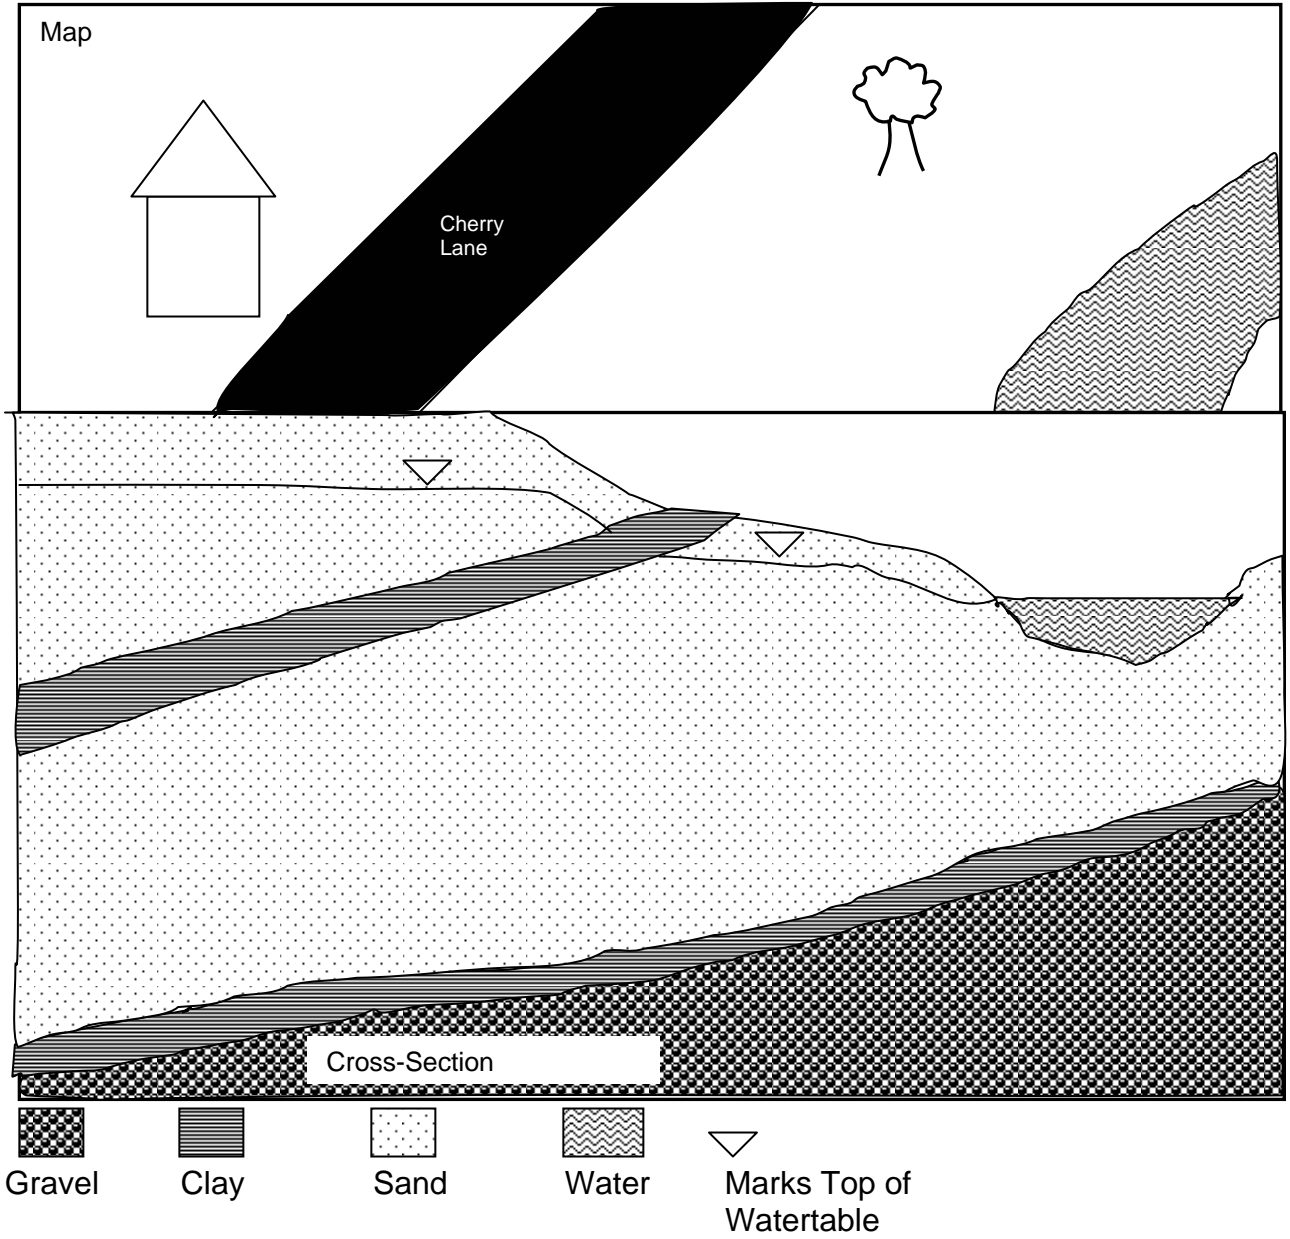 Map
Cherry
Lane
Cross-Section
Gravel
Clay
Sand
Water
Marks Top of
Watertable